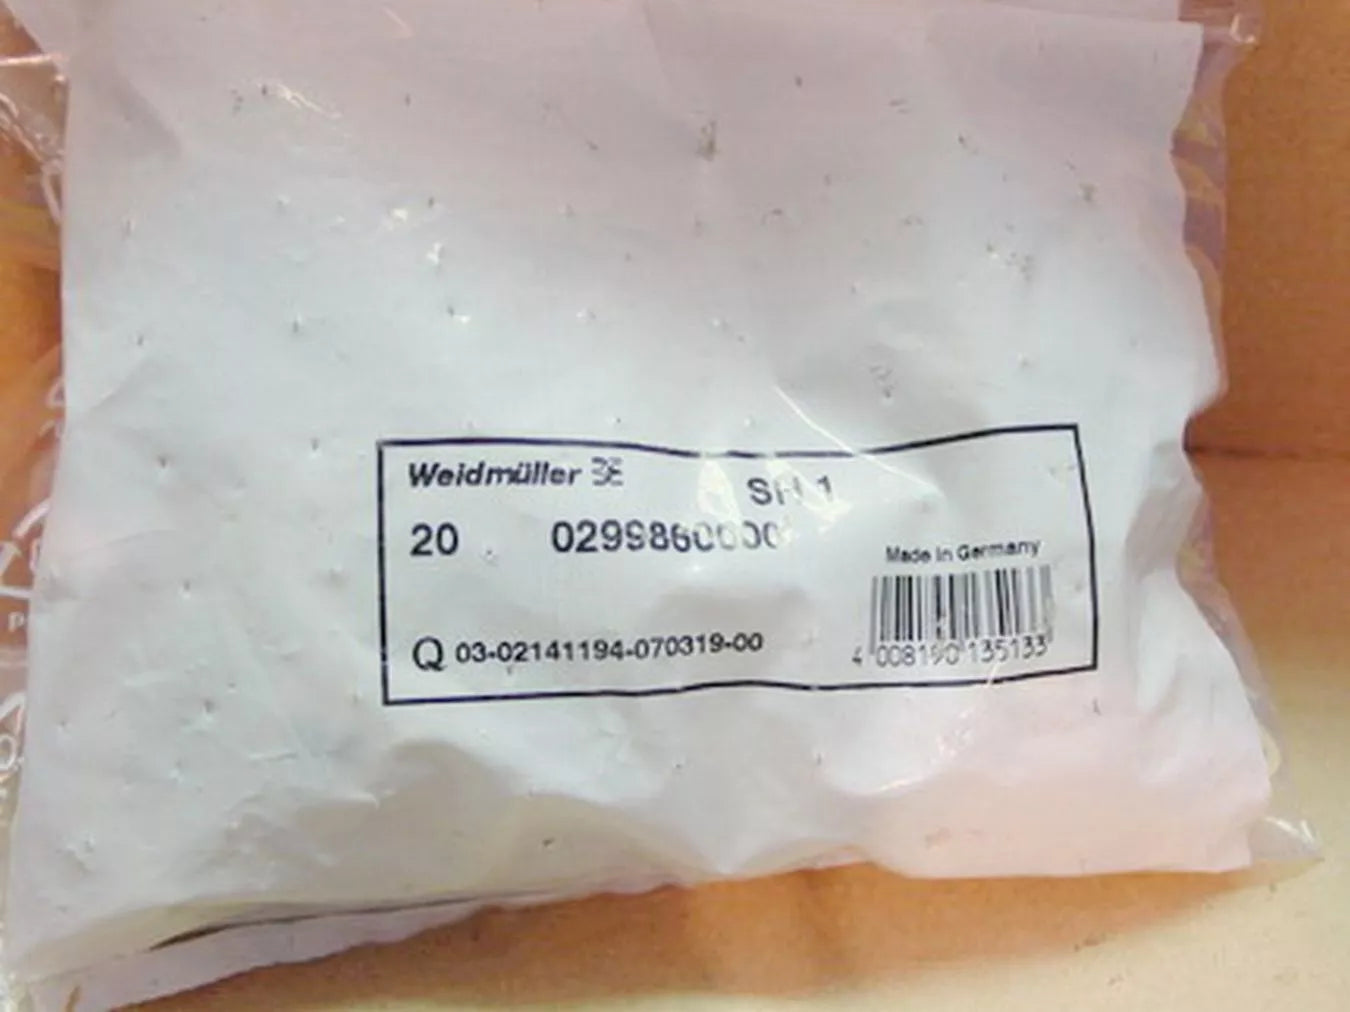 Weidmüller
SH 1
20 0299860000
Made in Germany
Q 03-02141194-070319-00
4 008190 135133